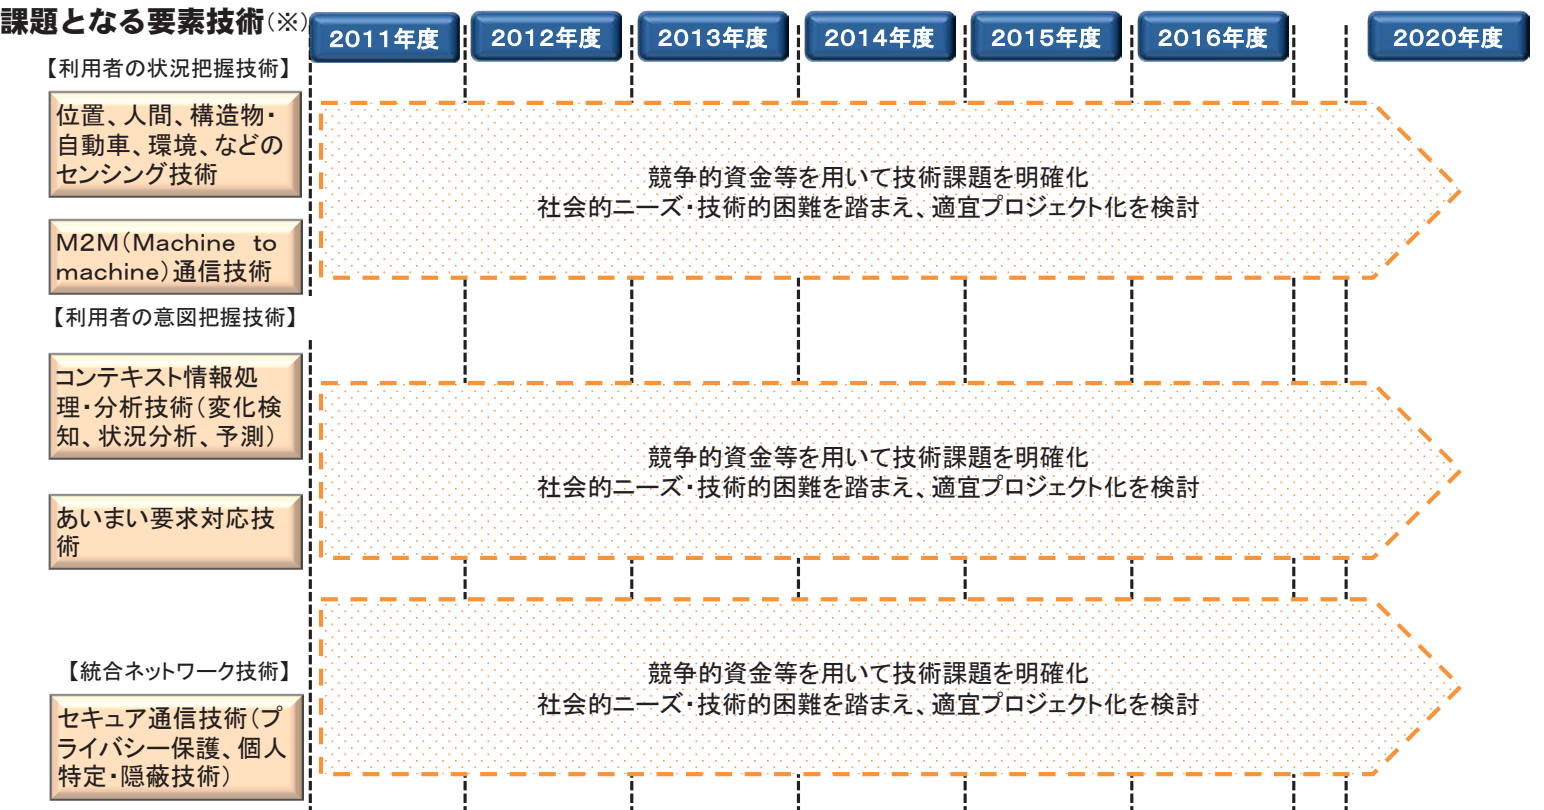 課題となる要素技術(※)
2011年度
2012年度
2013年度
2014年度
2015年度
2016年度
2020年度
【利用者の状況把握技術】
位置、人間、構造物・
自動車、環境、などの
センシング技術
競争的資金等を用いて技術課題を明確化
社会的ニーズ・技術的困難を踏まえ、適宜プロジェクト化を検討
M2M(Machine to
machine)通信技術
【利用者の意図把握技術】
コンテキスト情報処
理・分析技術(変化検
知、状況分析、予測)
競争的資金等を用いて技術課題を明確化
社会的ニーズ・技術的困難を踏まえ、適宜プロジェクト化を検討
あいまい要求対応技
術
【統合ネットワーク技術】
競争的資金等を用いて技術課題を明確化
社会的ニーズ・技術的困難を踏まえ、適宜プロジェクト化を検討
セキュア通信技術(プ
ライバシー保護、個人
特定・隠蔽技術)